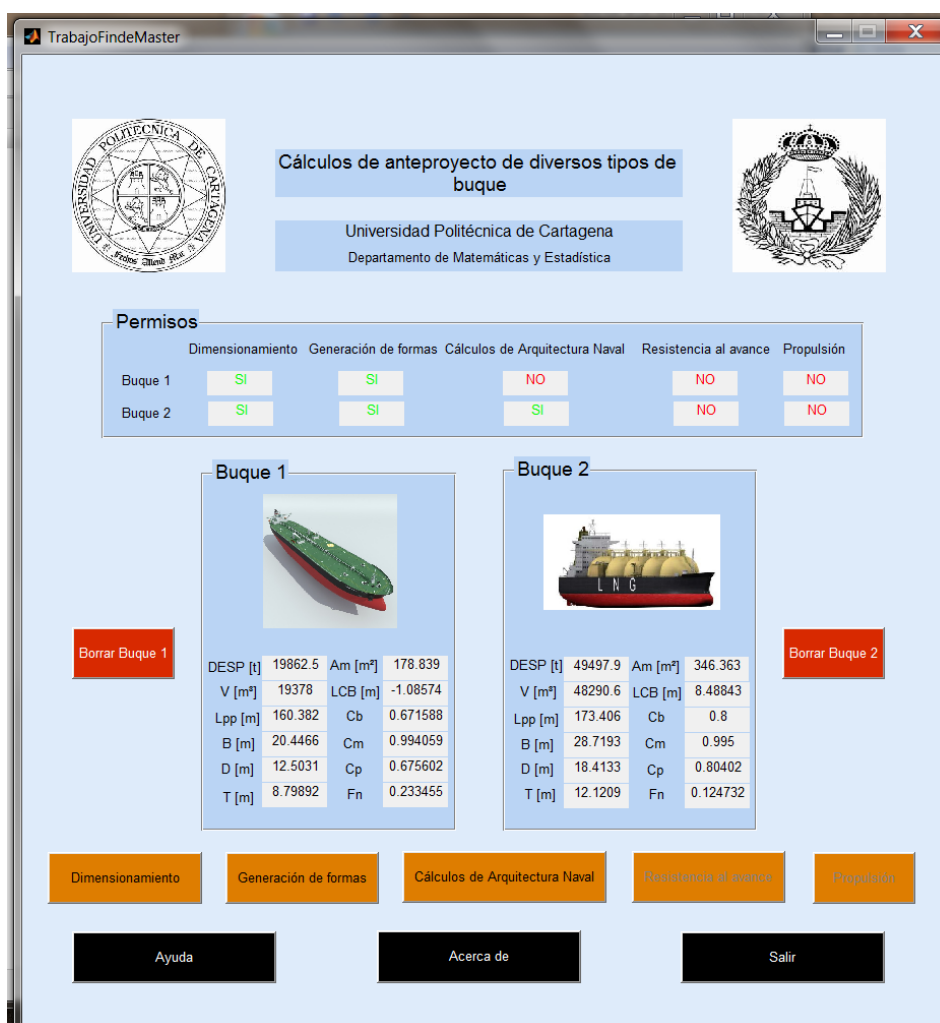 TrabajoFindeMaster
UNIVERSIDAD POLITECNICA DE CARTAGENA
Cálculos de anteproyecto de diversos tipos de
buque
Universidad Politécnica de Cartagena
Departamento de Matemáticas y Estadística
Permisos
Dimensionamiento Generación de formas Cálculos de Arquitectura Naval Resistencia al avance Propulsión
Buque 1 SI SI NO NO NO
Buque 2 SI SI SI NO NO
Buque 1 Buque 2
LNG
Borrar Buque 1 Borrar Buque 2
DESP [t] 19862.5 Am [m²] 178.839 DESP [t] 49497.9 Am [m²] 346.363
V [m³] 19378 LCB [m] -1.08574 V [m³] 48290.6 LCB [m] 8.48843
Lpp [m] 160.382 Cb 0.671588 Lpp [m] 173.406 Cb 0.8
B [m] 20.4466 Cm 0.994059 B [m] 28.7193 Cm 0.995
D [m] 12.5031 Cp 0.675602 D [m] 18.4133 Cp 0.80402
T [m] 8.79892 Fn 0.233455 T [m] 12.1209 Fn 0.124732
Dimensionamiento Generación de formas Cálculos de Arquitectura Naval Resistencia al avance Propulsión
Ayuda Acerca de Salir